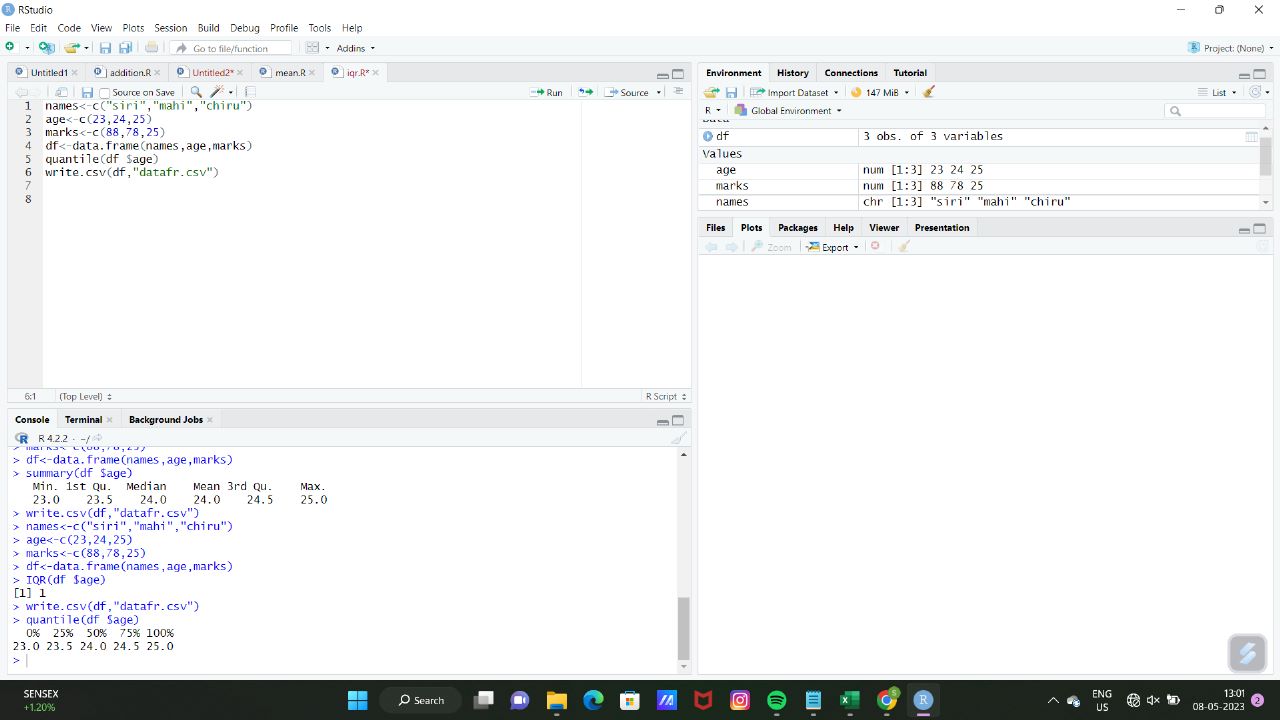 RStudio
File Edit Code View Plots Session Build Debug Profile Tools Help
Go to file/function Addins Project: (None)
Untitled1 addition.R Untitled2* mean.R iqr.R*
Source on Save Run Source
1 names<-c("siri","mahi","chiru")
2 age<-c(23,24,25)
3 marks<-c(88,78,25)
4 df<-data.frame(names,age,marks)
5 quantile(df $age)
6 write.csv(df,"datafr.csv")
7
8
6:1 (Top Level) R Script
Console Terminal Background Jobs
R 4.2.2 · ~/
> marks<-c(88,78,25)
> df<-data.frame(names,age,marks)
> summary(df $age)
Min. 1st Qu. Median Mean 3rd Qu. Max.
23.0 23.5 24.0 24.0 24.5 25.0
> write.csv(df,"datafr.csv")
> names<-c("siri","mahi","chiru")
> age<-c(23,24,25)
> marks<-c(88,78,25)
> df<-data.frame(names,age,marks)
> IQR(df $age)
[1] 1
> write.csv(df,"datafr.csv")
> quantile(df $age)
0% 25% 50% 75% 100%
23.0 23.5 24.0 24.5 25.0
>
Environment History Connections Tutorial
Import Dataset 147 MiB List
R Global Environment
Data
df 3 obs. of 3 variables
Values
age num [1:3] 23 24 25
marks num [1:3] 88 78 25
names chr [1:3] "siri" "mahi" "chiru"
Files Plots Packages Help Viewer Presentation
Zoom Export
SENSEX
+1.20%
Search
ENG
US
13:01
08-05-2023
2